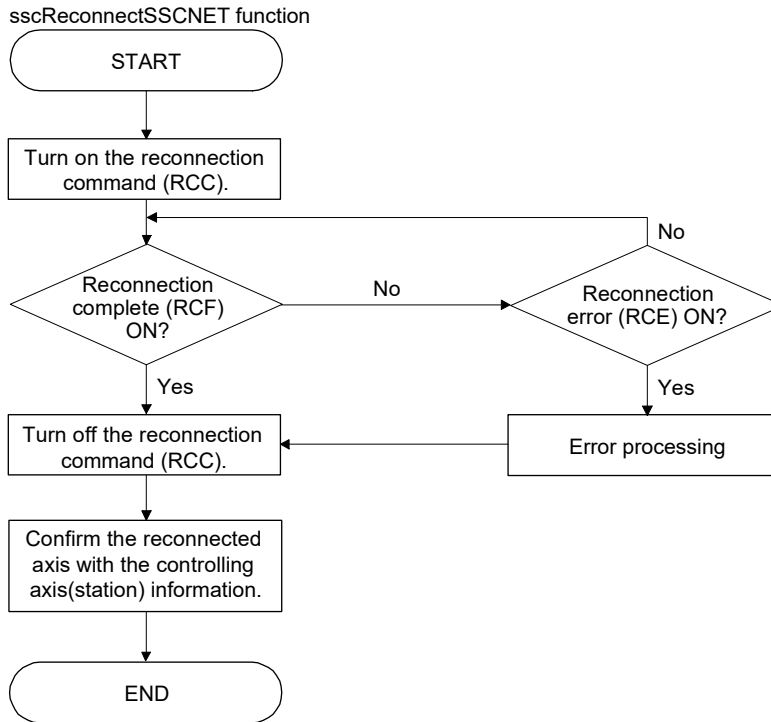 sscReconnectSSCNET function
START
Turn on the reconnection
command (RCC).
No
Reconnection
complete (RCF)
ON?
No
Reconnection
error (RCE) ON?
Yes
Yes
Turn off the reconnection
command (RCC).
Error processing
Confirm the reconnected
axis with the controlling
axis(station) information.
END